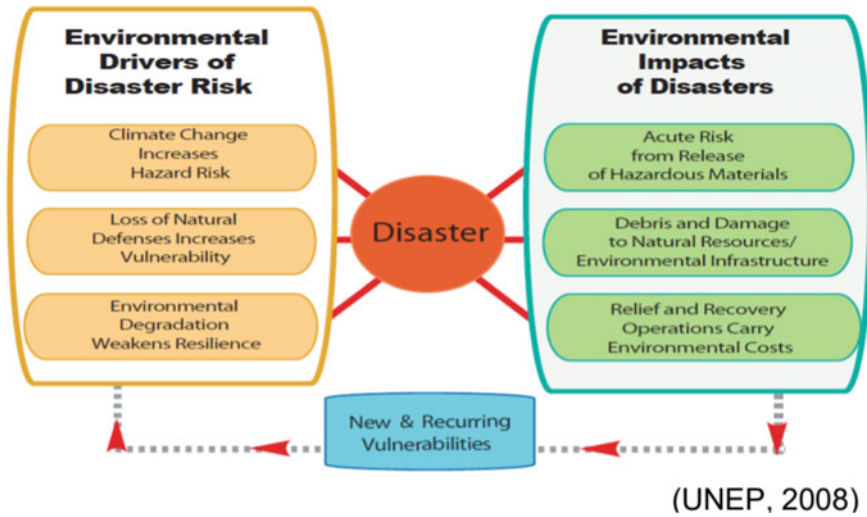 Environmental
Drivers of
Disaster Risk
Climate Change
Increases
Hazard Risk
Loss of Natural
Defenses Increases
Vulnerability
Environmental
Degradation
Weakens Resilience
Disaster
Environmental
Impacts
of Disasters
Acute Risk
from Release
of Hazardous Materials
Debris and Damage
to Natural Resources/
Environmental Infrastructure
Relief and Recovery
Operations Carry
Environmental Costs
New & Recurring
Vulnerabilities
(UNEP, 2008)